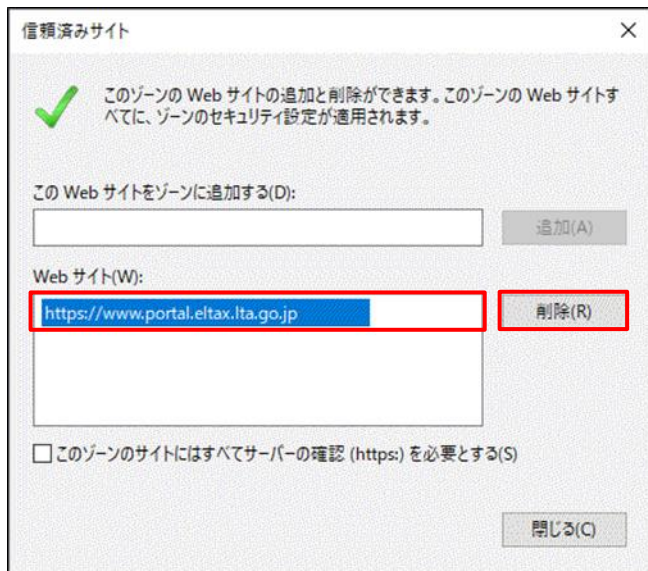 信頼済みサイト
このゾーンの Web サイトの追加と削除ができます。このゾーンの Web サイトす
べてに、ゾーンのセキュリティ設定が適用されます。
この Web サイトをゾーンに追加する(D):
追加(A)
Web サイト(W):
https://www.portal.eltax.lta.go.jp
削除(R)
このゾーンのサイトにはすべてサーバーの確認 (https:) を必要とする(S)
閉じる(C)